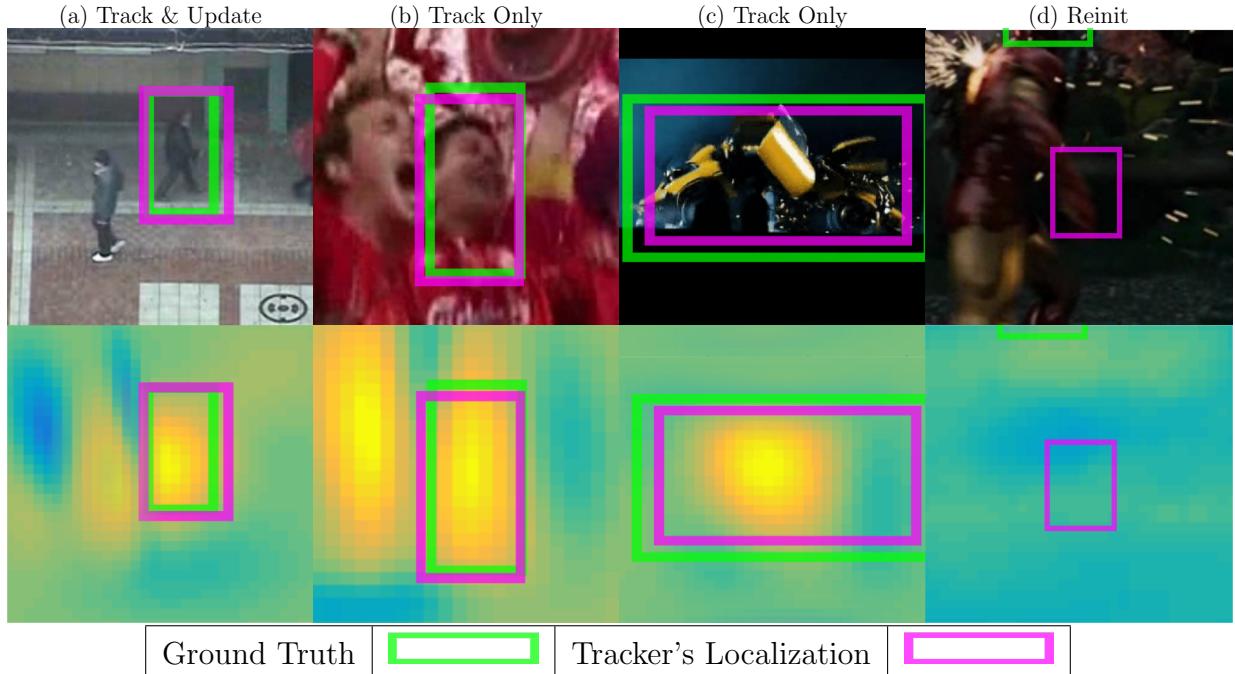 (a) Track & Update (b) Track Only (c) Track Only (d) Reinit
Ground Truth Tracker's Localization